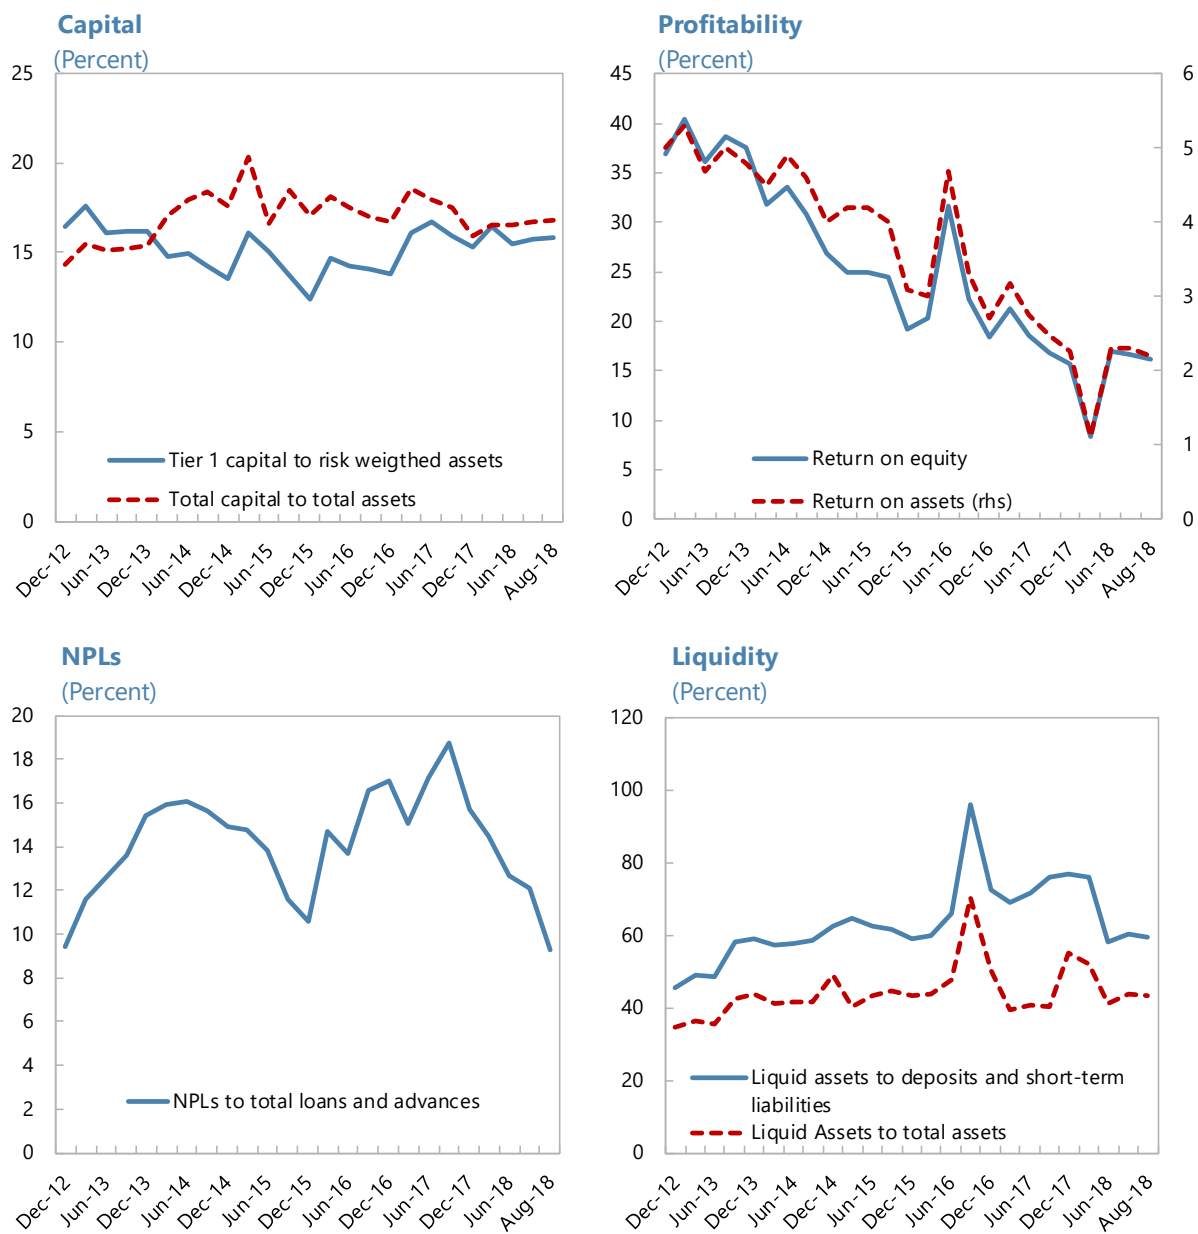 Capital
(Percent)
25
20
15
10
5
0
Tier 1 capital to risk weigthed assets
Total capital to total assets
Dec-12
Jun-13
Dec-13
Jun-14
Dec-14
Jun-15
Dec-15
Jun-16
Dec-16
Jun-17
Dec-17
Jun-18
Aug-18
Profitability
(Percent)
45
40
35
30
25
20
15
10
5
0
6
5
4
3
2
1
0
Return on equity
Return on assets (rhs)
Dec-12
Jun-13
Dec-13
Jun-14
Dec-14
Jun-15
Dec-15
Jun-16
Dec-16
Jun-17
Dec-17
Jun-18
Aug-18
NPLs
(Percent)
20
18
16
14
12
10
8
6
4
2
0
NPLs to total loans and advances
Dec-12
Jun-13
Dec-13
Jun-14
Dec-14
Jun-15
Dec-15
Jun-16
Dec-16
Jun-17
Dec-17
Jun-18
Aug-18
Liquidity
(Percent)
120
100
80
60
40
20
0
Liquid assets to deposits and short-term
liabilities
Liquid Assets to total assets
Dec-12
Jun-13
Dec-13
Jun-14
Dec-14
Jun-15
Dec-15
Jun-16
Dec-16
Jun-17
Dec-17
Jun-18
Aug-18